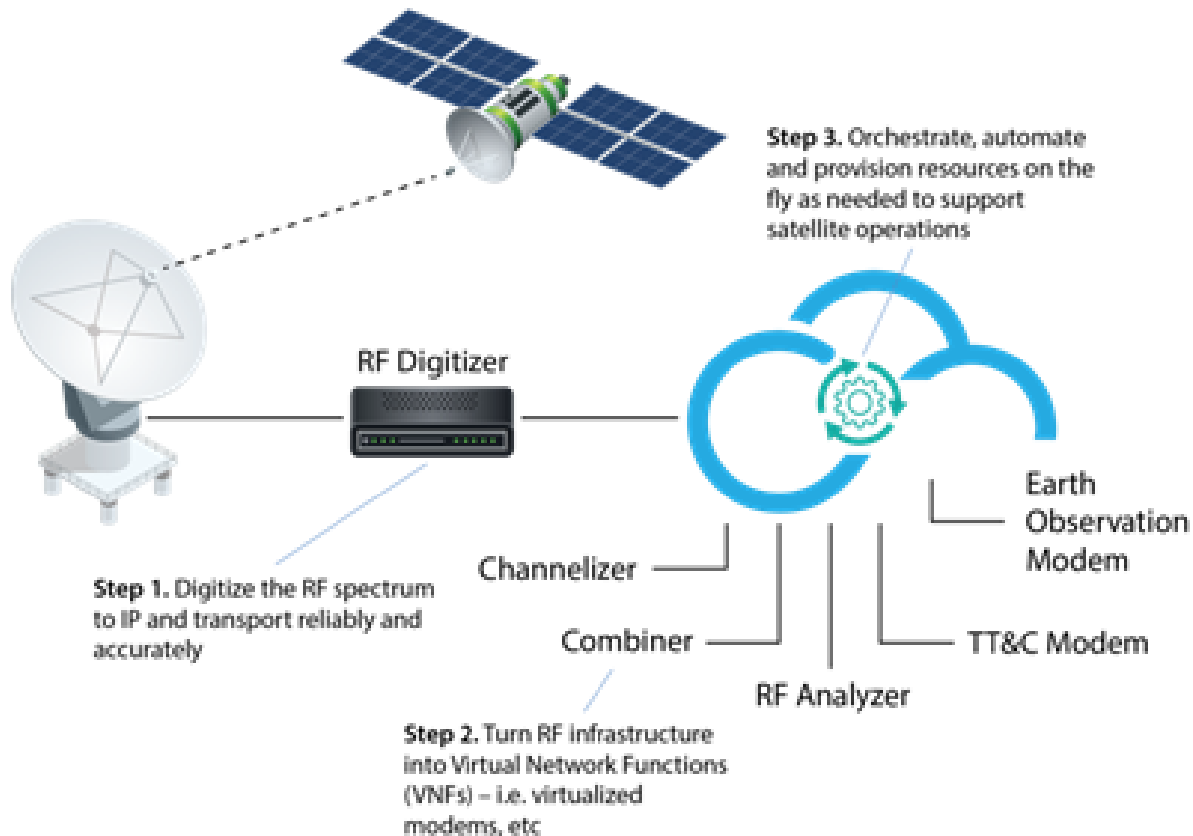 Step 3. Orchestrate, automate
and provision resources on the
fly as needed to support
satellite operations
RF Digitizer
Earth
Observation
Modem
Channelizer
Step 1. Digitize the RF spectrum
to IP and transport reliably and
accurately
Combiner
TT&C Modem
RF Analyzer
Step 2. Turn RF infrastructure
into Virtual Network Functions
(VNFs) – i.e. virtualized
modems, etc